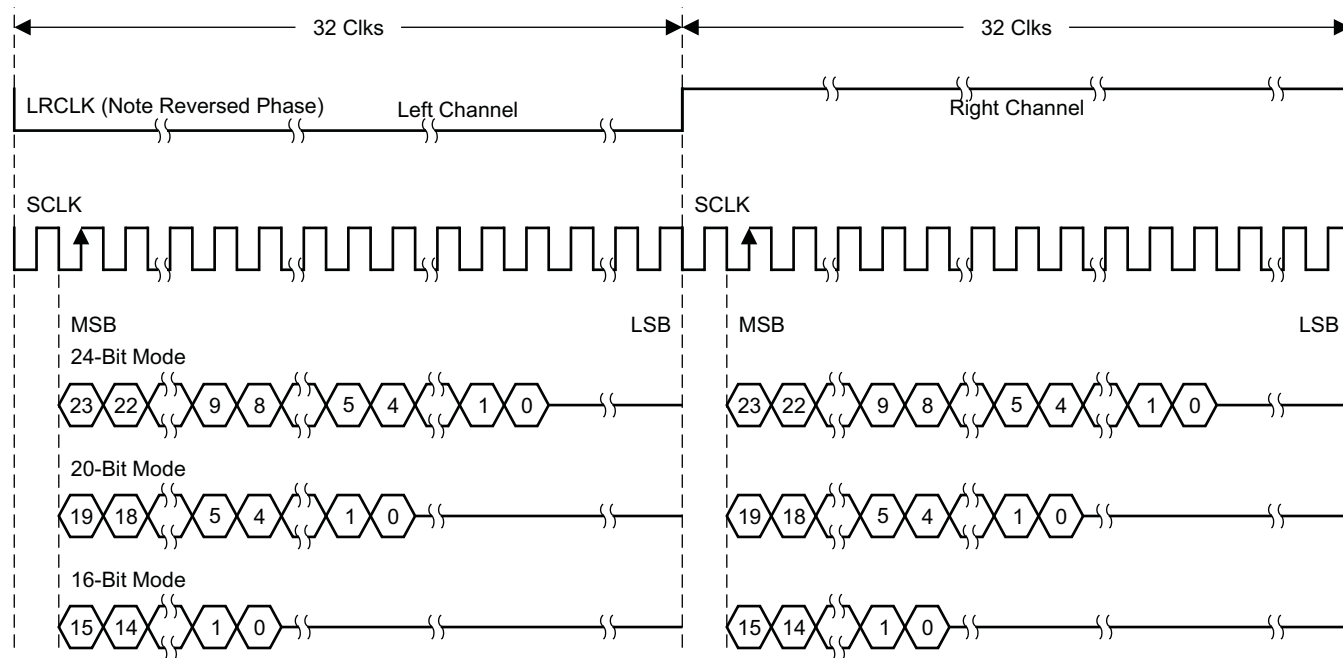 32 Clks 32 Clks
LRCLK (Note Reversed Phase) Left Channel Right Channel
SCLK SCLK
MSB LSB MSB LSB
24-Bit Mode
23 22 9 8 5 4 1 0 23 22 9 8 5 4 1 0
20-Bit Mode
19 18 5 4 1 0 19 18 5 4 1 0
16-Bit Mode
15 14 1 0 15 14 1 0